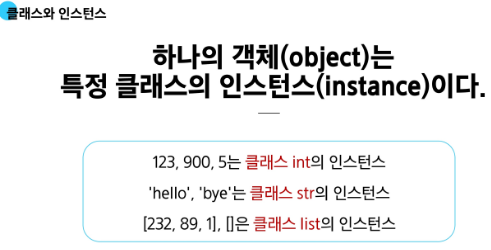 클래스와 인스턴스
하나의 객체(object)는
특정 클래스의 인스턴스(instance)이다.
123, 900, 5는 클래스 int의 인스턴스
'hello', 'bye'는 클래스 str의 인스턴스
[232, 89, 1], []은 클래스 list의 인스턴스